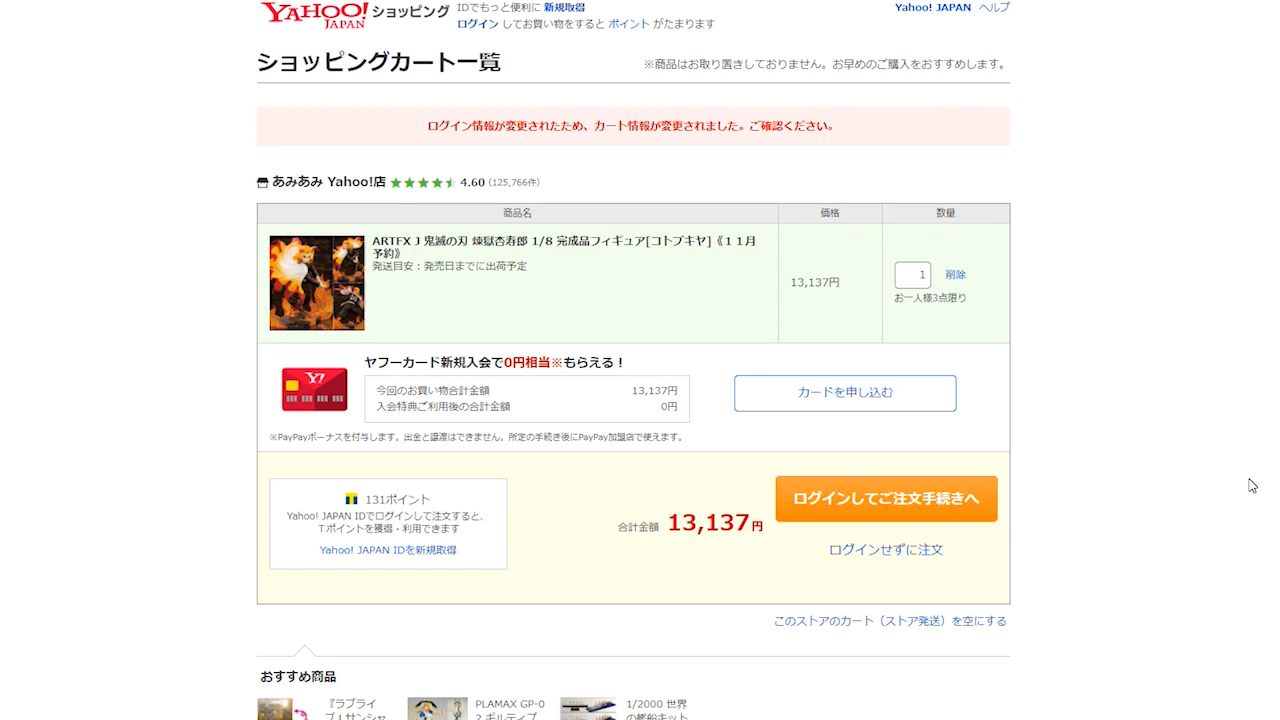 YAHOO! JAPAN ショッピング
IDでもっと便利に 新規取得
ログイン してお買い物をすると ポイント がたまります
Yahoo! JAPAN ヘルプ
ショッピングカート一覧
※商品はお取り置きしておりません。お早めのご購入をおすすめします。
ログイン情報が変更されたため、カート情報が変更されました。ご確認ください。
あみあみ Yahoo!店 4.60 (125,766件)
商品名 価格 数量
ARTFX J 鬼滅の刃 煉獄杏寿郎 1/8 完成品フィギュア[コトブキヤ]《11月
予約》
発送目安：発売日までに出荷予定
13,137円
1 削除
お一人様3点限り
ヤフーカード新規入会で0円相当※もらえる！
Y!
今回のお買い物合計金額 13,137円
入会特典ご利用後の合計金額 0円
カードを申し込む
※PayPayボーナスを付与します。出金と譲渡はできません。所定の手続き後にPayPay加盟店で使えます。
131ポイント
Yahoo! JAPAN IDでログインして注文すると、
Tポイントを獲得・利用できます
Yahoo! JAPAN IDを新規取得
合計金額 13,137円
ログインしてご注文手続きへ
ログインせずに注文
このストアのカート（ストア発送）を空にする
おすすめ商品
『ラブライ
ブ！サンシャ
PLAMAX GP-0
2 ギルティプ
1/2000 世界
の艦船キット